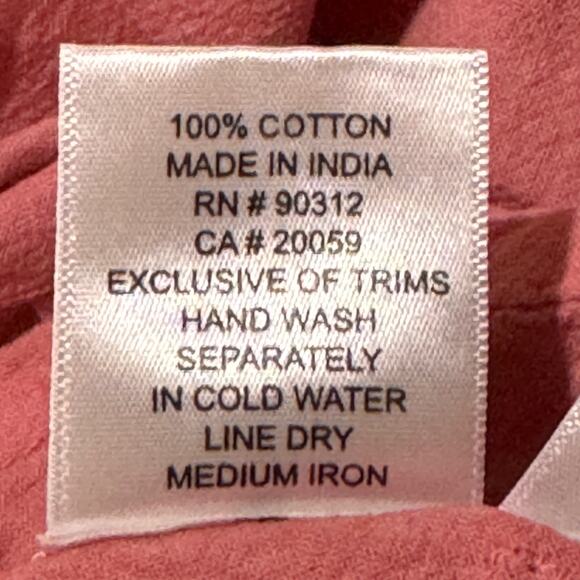 100% COTTON
MADE IN INDIA
RN # 90312
CA # 20059
EXCLUSIVE OF TRIMS
HAND WASH
SEPARATELY
IN COLD WATER
LINE DRY
MEDIUM IRON